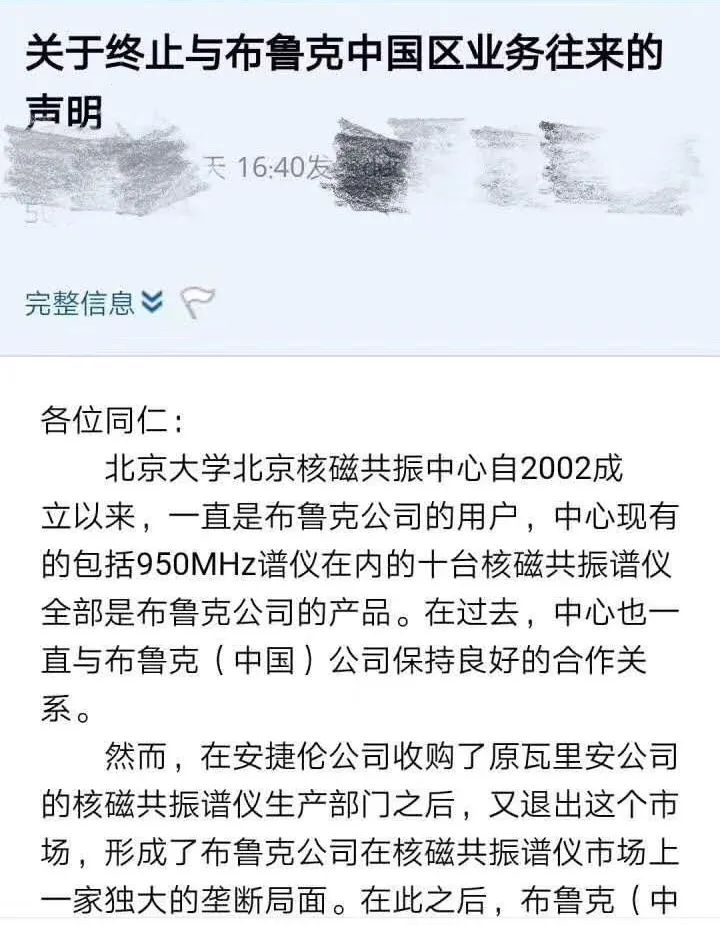 关于终止与布鲁克中国区业务往来的
声明
天 16:40发
完整信息
各位同仁:
北京大学北京核磁共振中心自2002成
立以来，一直是布鲁克公司的用户，中心现有
的包括950MHz谱仪在内的十台核磁共振谱仪
全部是布鲁克公司的产品。在过去，中心也一
直与布鲁克（中国）公司保持良好的合作关
系。
然而，在安捷伦公司收购了原瓦里安公司
的核磁共振谱仪生产部门之后，又退出这个市
场，形成了布鲁克公司在核磁共振谱仪市场上
一家独大的垄断局面。在此之后，布鲁克（中